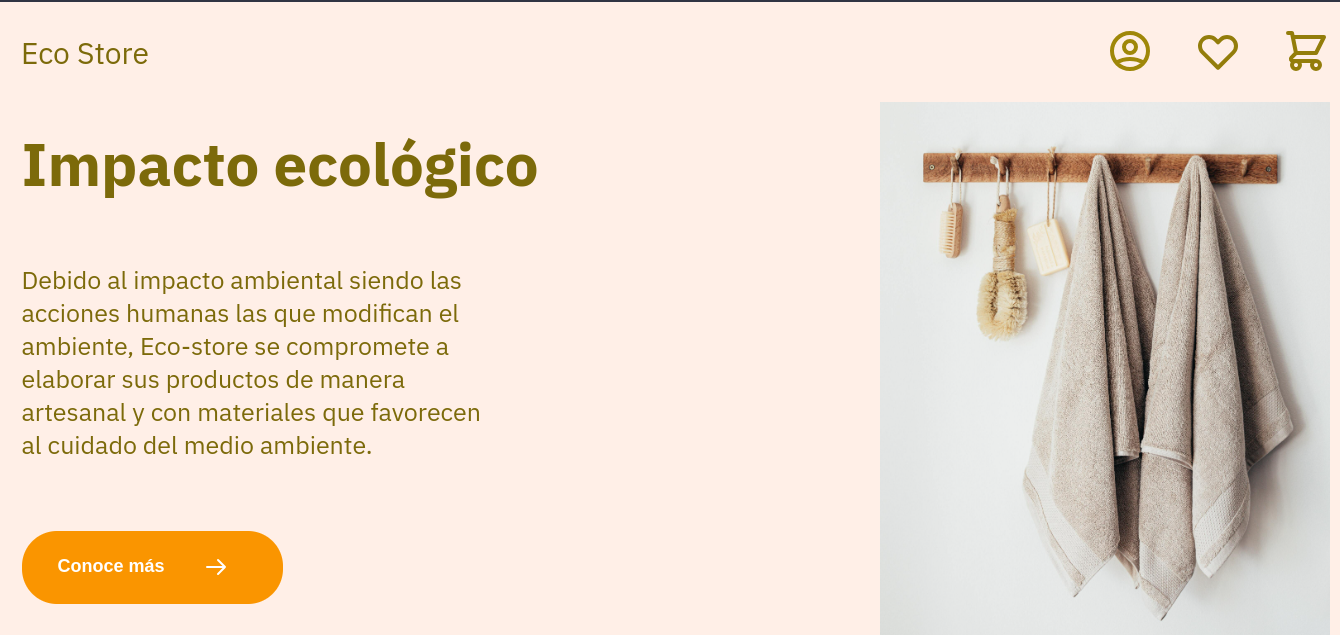 Eco Store
Impacto ecológico
Debido al impacto ambiental siendo las
acciones humanas las que modifican el
ambiente, Eco-store se compromete a
elaborar sus productos de manera
artesanal y con materiales que favorecen
al cuidado del medio ambiente.
Conoce más